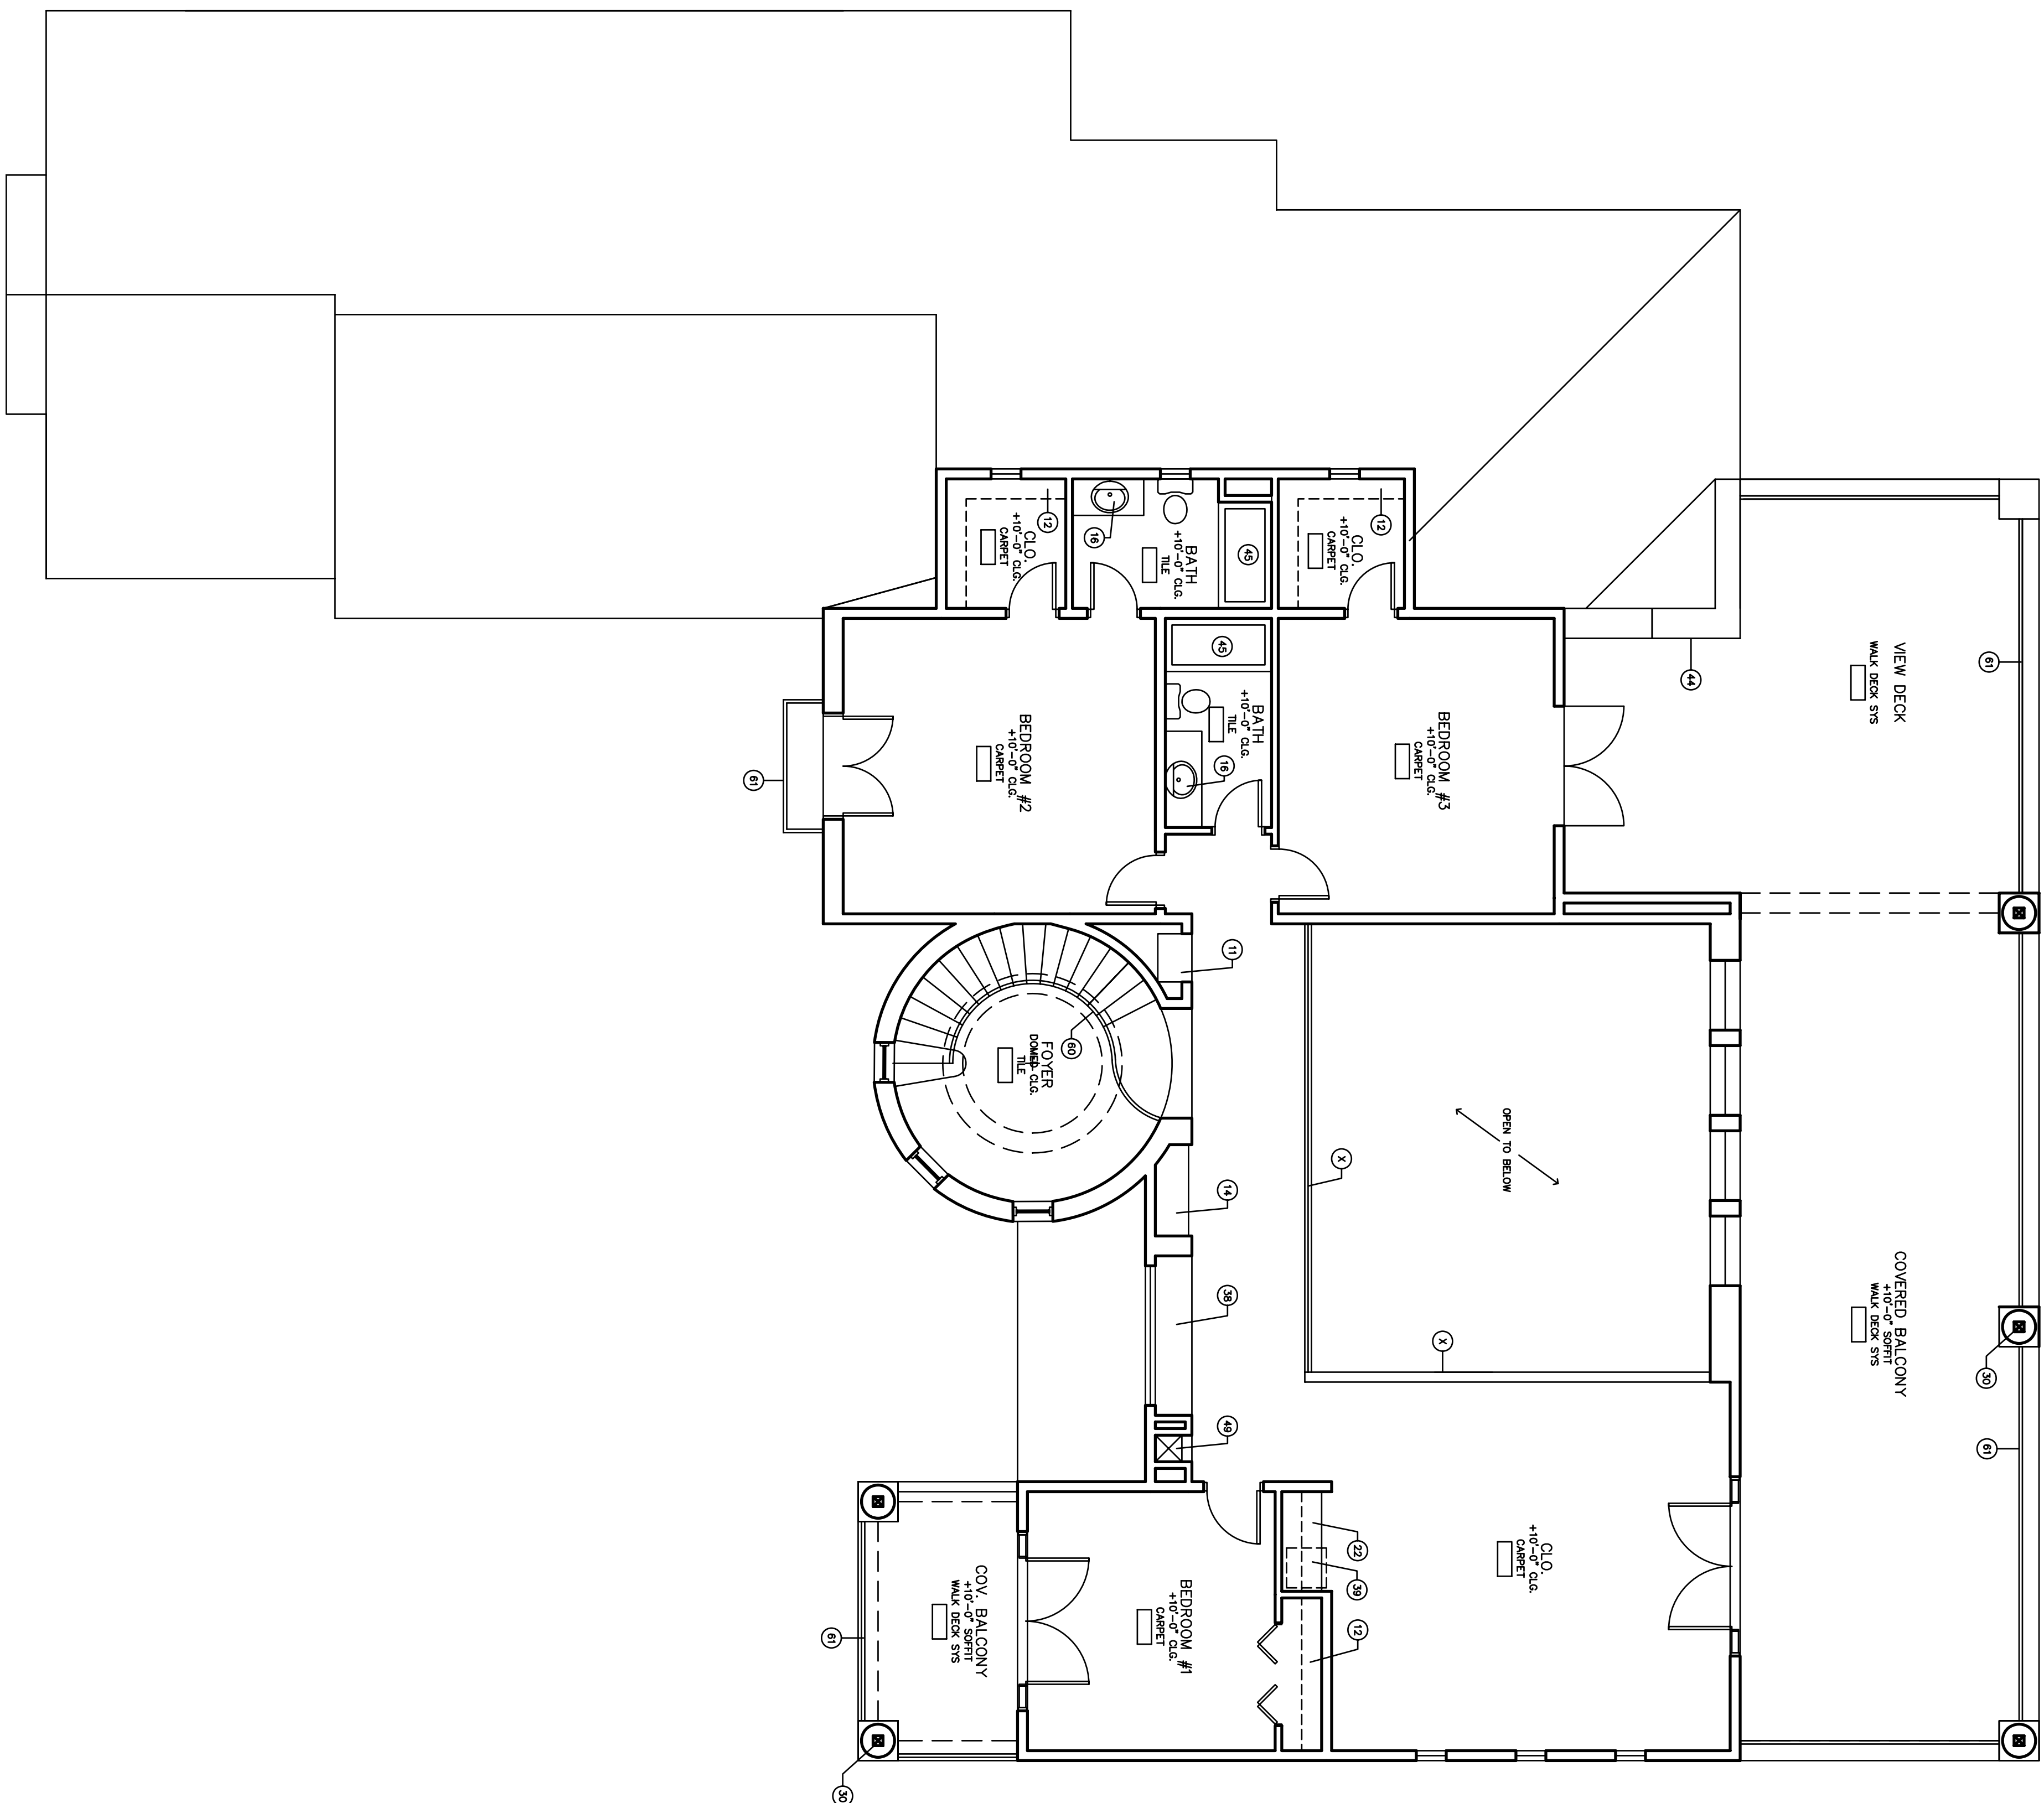 61
VIEW DECK
WALK DECK SYS
44
30
61
COVERED BALCONY
+10'-0" SOFFIT
WALK DECK SYS
12
CLO.
+10'-0" CLG.
CARPET
BEDROOM #3
+10'-0" CLG.
CARPET
OPEN TO BELOW
X
X
CLO.
+10'-0" CLG.
CARPET
45
BATH
+10'-0" CLG.
TILE
16
45
BATH
+10'-0" CLG.
TILE
16
11
14
38
49
22
39
12
12
CLO.
+10'-0" CLG.
CARPET
BEDROOM #2
+10'-0" CLG.
CARPET
61
60
FOYER
DOMED CLG.
TILE
BEDROOM #1
+10'-0" CLG.
CARPET
COV. BALCONY
+10'-0" SOFFIT
WALK DECK SYS
61
30